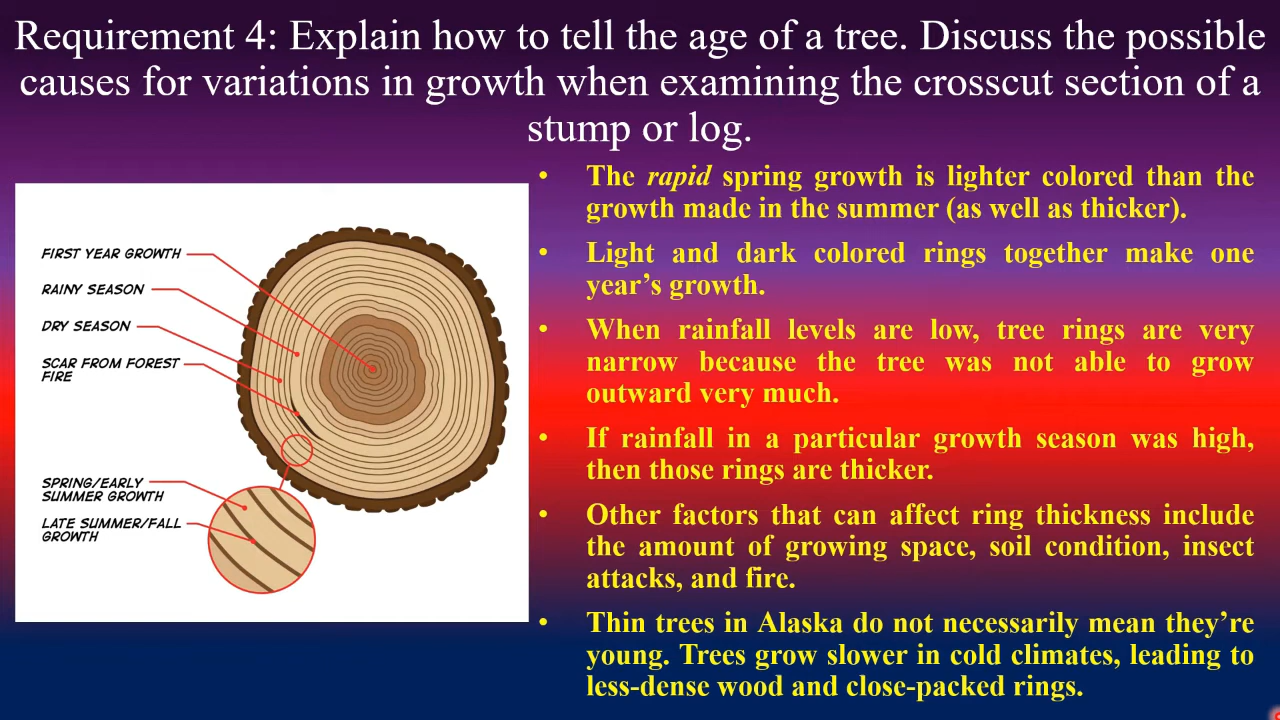 Requirement 4: Explain how to tell the age of a tree. Discuss the possible
causes for variations in growth when examining the crosscut section of a
stump or log.
FIRST YEAR GROWTH
RAINY SEASON
DRY SEASON
SCAR FROM FOREST
FIRE
SPRING/EARLY
SUMMER GROWTH
LATE SUMMER/FALL
GROWTH
• The rapid spring growth is lighter colored than the
growth made in the summer (as well as thicker).
• Light and dark colored rings together make one
year’s growth.
• When rainfall levels are low, tree rings are very
narrow because the tree was not able to grow
outward very much.
• If rainfall in a particular growth season was high,
then those rings are thicker.
• Other factors that can affect ring thickness include
the amount of growing space, soil condition, insect
attacks, and fire.
• Thin trees in Alaska do not necessarily mean they’re
young. Trees grow slower in cold climates, leading to
less-dense wood and close-packed rings.